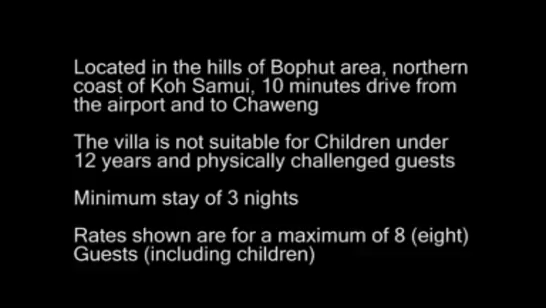 Located in the hills of Bophut area, northern
coast of Koh Samui, 10 minutes drive from
the airport and to Chaweng
The villa is not suitable for Children under
12 years and physically challenged guests
Minimum stay of 3 nights
Rates shown are for a maximum of 8 (eight)
Guests (including children)